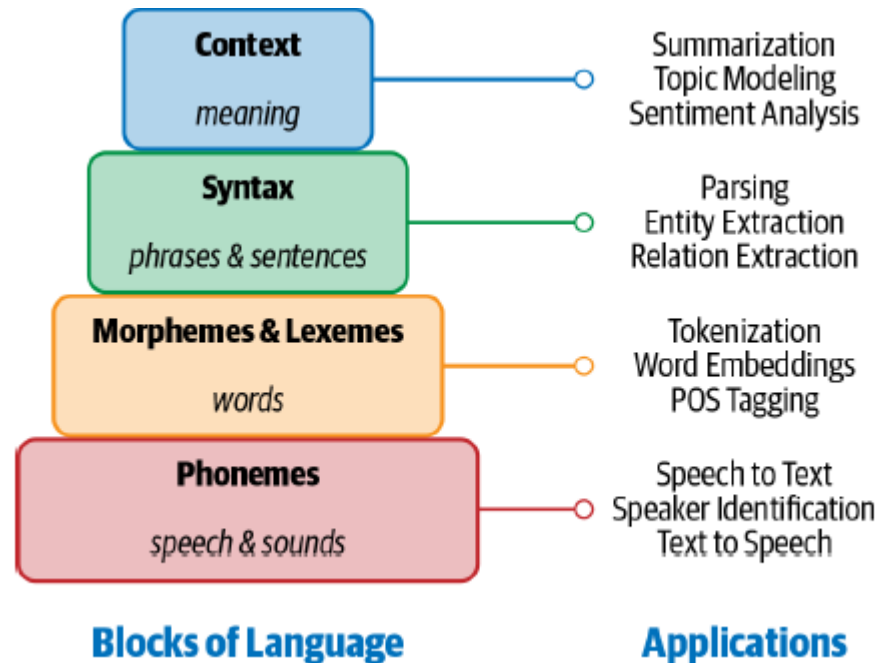 Context
meaning
Summarization
Topic Modeling
Sentiment Analysis
Syntax
phrases & sentences
Parsing
Entity Extraction
Relation Extraction
Morphemes & Lexemes
words
Tokenization
Word Embeddings
POS Tagging
Phonemes
speech & sounds
Speech to Text
Speaker Identification
Text to Speech
Blocks of Language
Applications